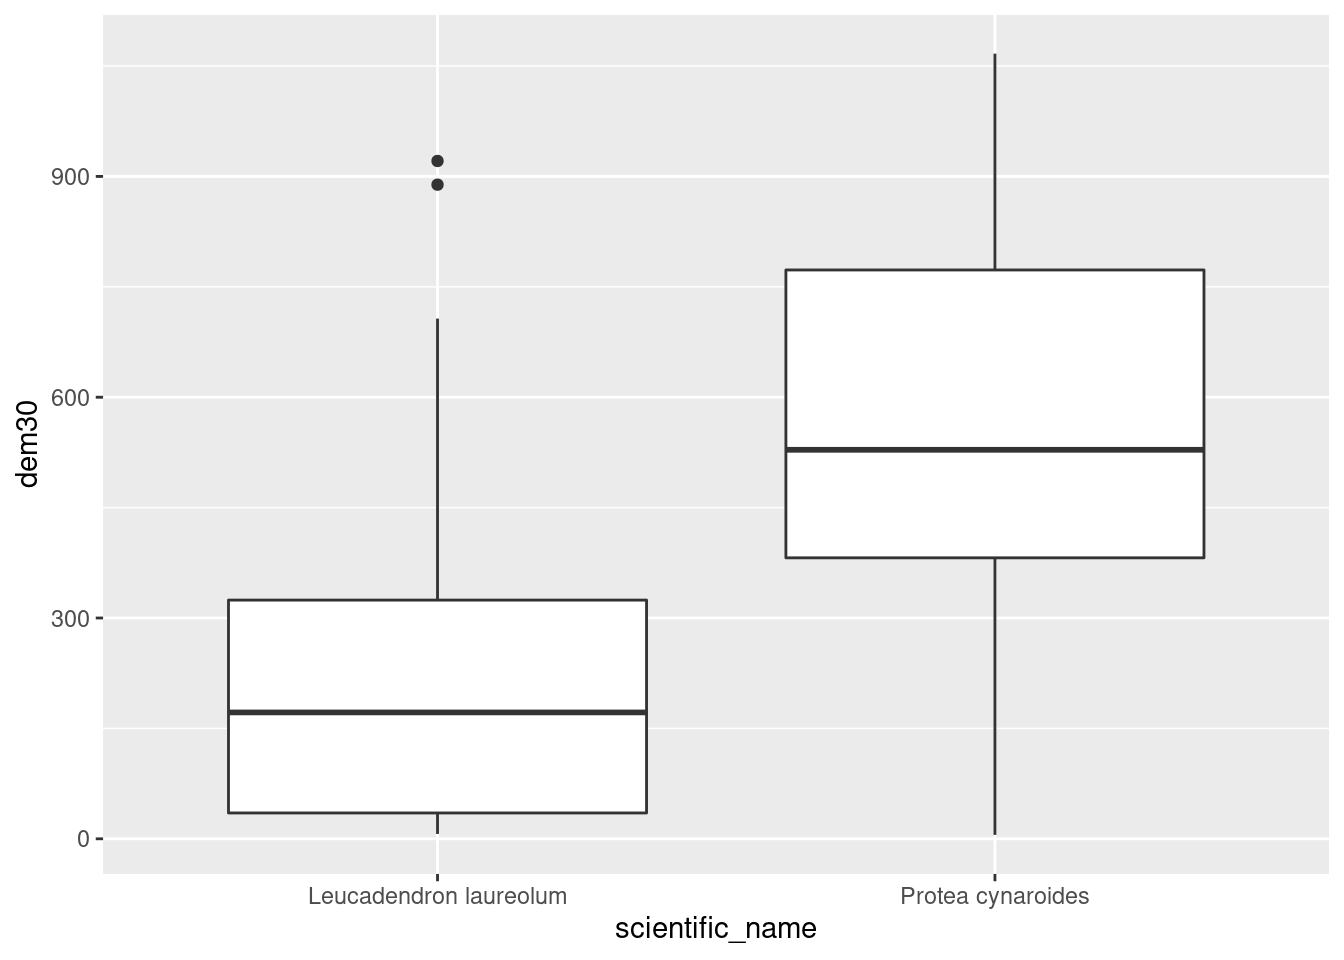 900
600
300
0
dem30
Leucadendron laureolum
Protea cynaroides
scientific_name